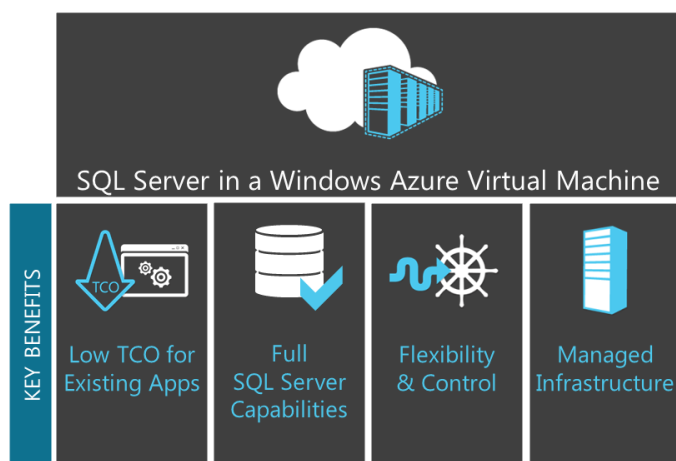 SQL Server in a Windows Azure Virtual Machine
KEY BENEFITS
TCO
Low TCO for
Existing Apps
Full
SQL Server
Capabilities
Flexibility
& Control
Managed
Infrastructure